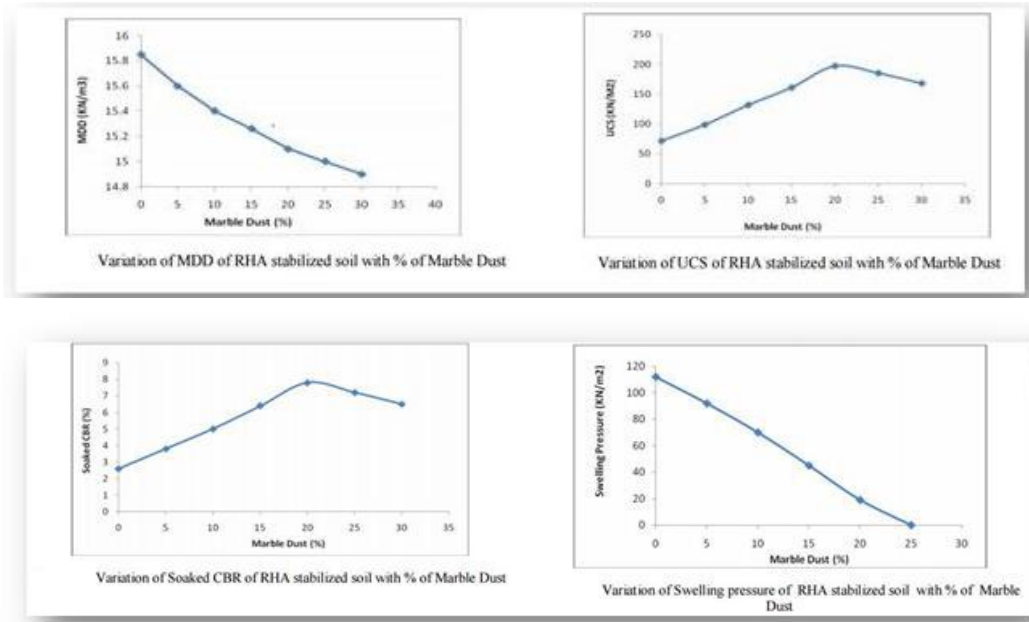 16
15.8
15.6
15.4
15.2
15
14.8
MDD (KN/m3)
0 5 10 15 20 25 30 35 40
Marble Dust (%)
Variation of MDD of RHA stabilized soil with % of Marble Dust
250
200
150
100
50
0
UCS (KN/M2)
0 5 10 15 20 25 30 35
Marble Dust (%)
Variation of UCS of RHA stabilized soil with % of Marble Dust
9
8
7
6
5
4
3
2
1
0
Soaked CBR (%)
0 5 10 15 20 25 30 35
Marble Dust (%)
Variation of Soaked CBR of RHA stabilized soil with % of Marble Dust
120
100
80
60
40
20
0
Swelling Pressure (KN/m2)
0 5 10 15 20 25 30
Marble Dust (%)
Variation of Swelling pressure of RHA stabilized soil with % of Marble
Dust